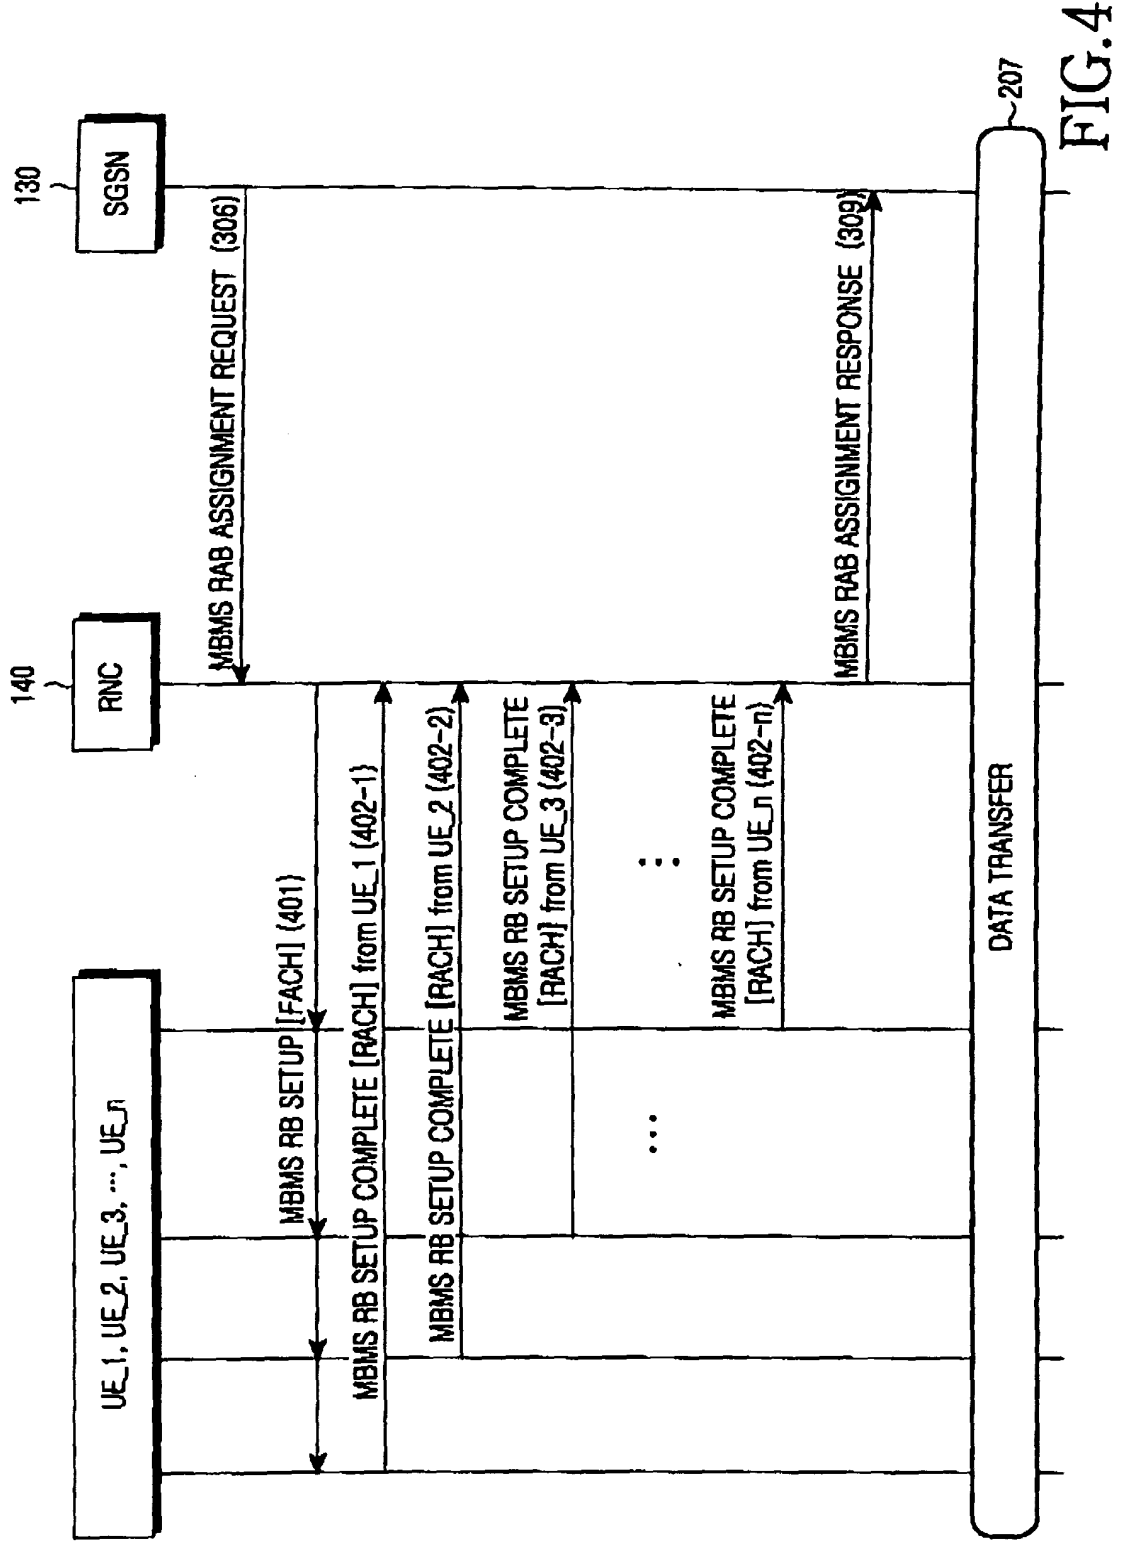 UE_1, UE_2, UE_3, ···, UE_n
140
RNC
130
SGSN
MBMS RAB ASSIGNMENT REQUEST (306)
MBMS RB SETUP [FACH] (401)
MBMS RB SETUP COMPLETE [RACH] from UE_1 (402-1)
MBMS RB SETUP COMPLETE [RACH] from UE_2 (402-2)
MBMS RB SETUP COMPLETE
[RACH] from UE_3 (402-3)
···
···
MBMS RB SETUP COMPLETE
[RACH] from UE_n (402-n)
MBMS RAB ASSIGNMENT RESPONSE (309)
DATA TRANSFER
207
FIG.4